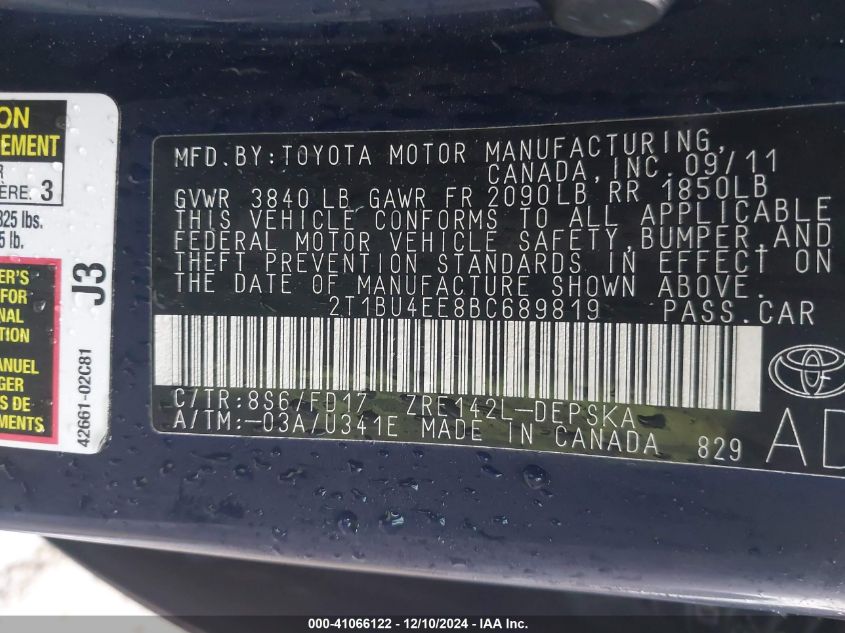 ON
EMENT
R
ÈRE. 3
825 lbs.
5 lb.
ER'S
FOR
NAL
TION
MANUEL
GER
S DE
J3
42661-02C81
MFD.BY:TOYOTA MOTOR MANUFACTURING,
CANADA,INC. 09/11
GVWR 3840 LB GAWR FR 2090LB RR 1850LB
THIS VEHICLE CONFORMS TO ALL APPLICABLE
FEDERAL MOTOR VEHICLE SAFETY,BUMPER,AND
THEFT PREVENTION STANDARDS IN EFFECT ON
THE DATE OF MANUFACTURE SHOWN ABOVE.
2T1BU4EE8BC689819 PASS.CAR
C/TR:8S6/FD17 ZRE142L-DEPSKA
A/TM:-03A/U341E MADE IN CANADA 829
AD
000-41066122 - 12/10/2024 - IAA Inc.